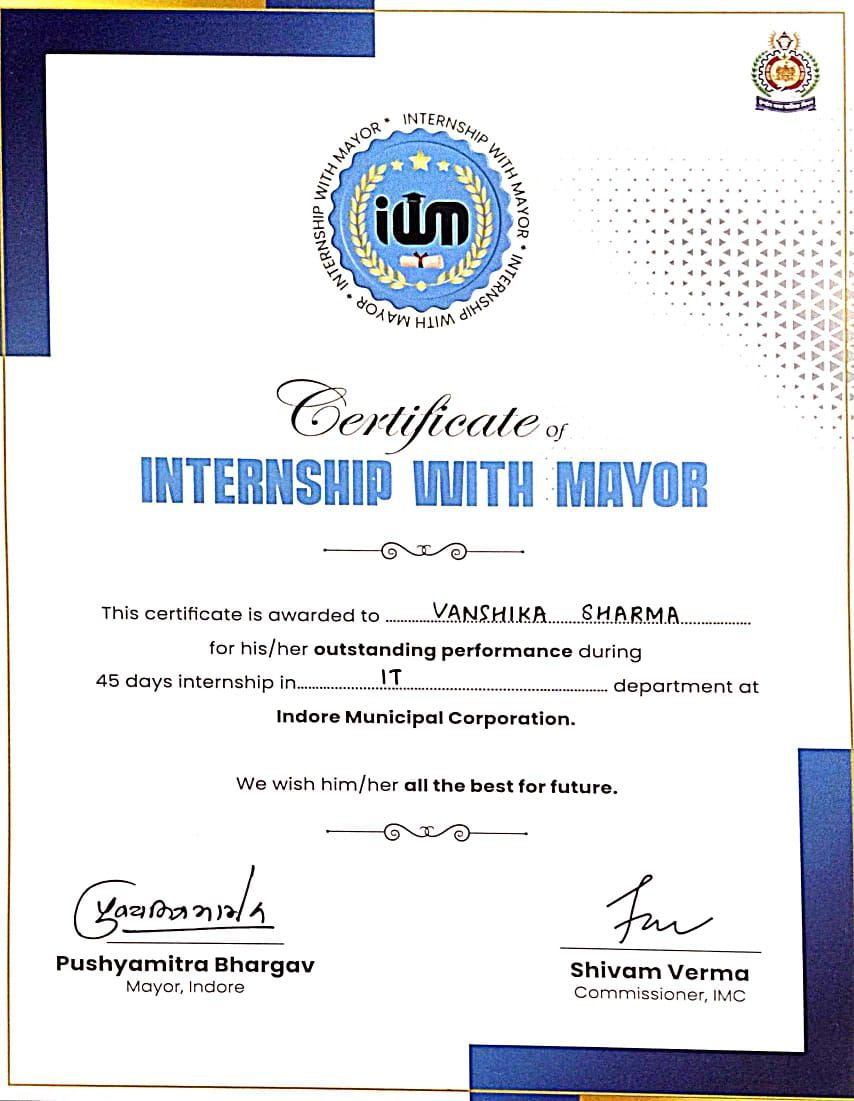 INTERNSHIP WITH MAYOR * INTERNSHIP WITH MAYOR * INTERNSHIP WITH MAYOR *
iwm
Certificate of
INTERNSHIP WITH MAYOR
This certificate is awarded to ........ VANSHIKA SHARMA ........
for his/her outstanding performance during
45 days internship in ........ IT ........ department at
Indore Municipal Corporation.
We wish him/her all the best for future.
Pushyamitra Bhargav
Mayor, Indore
Shivam Verma
Commissioner, IMC